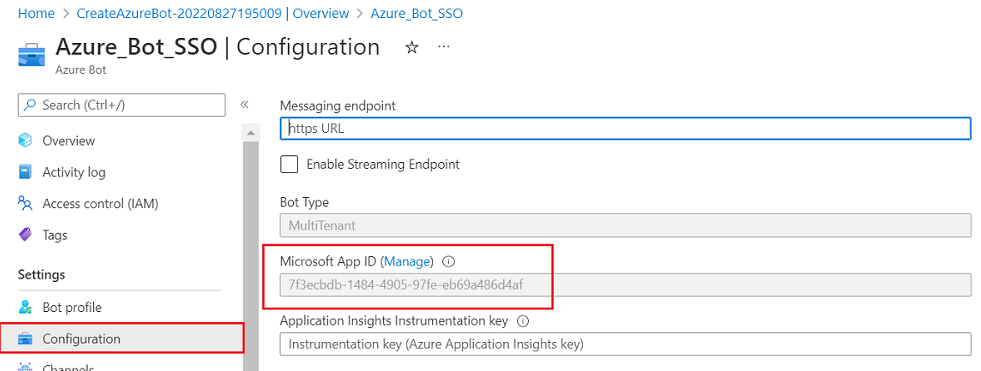 Home > CreateAzureBot-20220827195009 | Overview > Azure_Bot_SSO
Azure_Bot_SSO | Configuration
Azure Bot
Search (Ctrl+/)
Overview
Activity log
Access control (IAM)
Tags
Settings
Bot profile
Configuration
Channels
Messaging endpoint
https URL
Enable Streaming Endpoint
Bot Type
MultiTenant
Microsoft App ID (Manage)
7f3ecbdb-1484-4905-97fe-eb69a486d4af
Application Insights Instrumentation key
Instrumentation key (Azure Application Insights key)